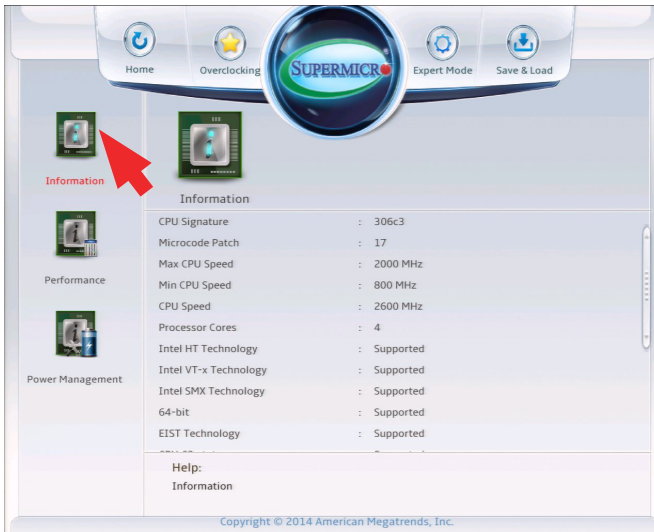 Home
Overclocking
SUPERMICR
Expert Mode
Save & Load
Information
Performance
Power Management
Information
CPU Signature : 306c3
Microcode Patch : 17
Max CPU Speed : 2000 MHz
Min CPU Speed : 800 MHz
CPU Speed : 2600 MHz
Processor Cores : 4
Intel HT Technology : Supported
Intel VT-x Technology : Supported
Intel SMX Technology : Supported
64-bit : Supported
EIST Technology : Supported
Help:
Information
Copyright © 2014 American Megatrends, Inc.